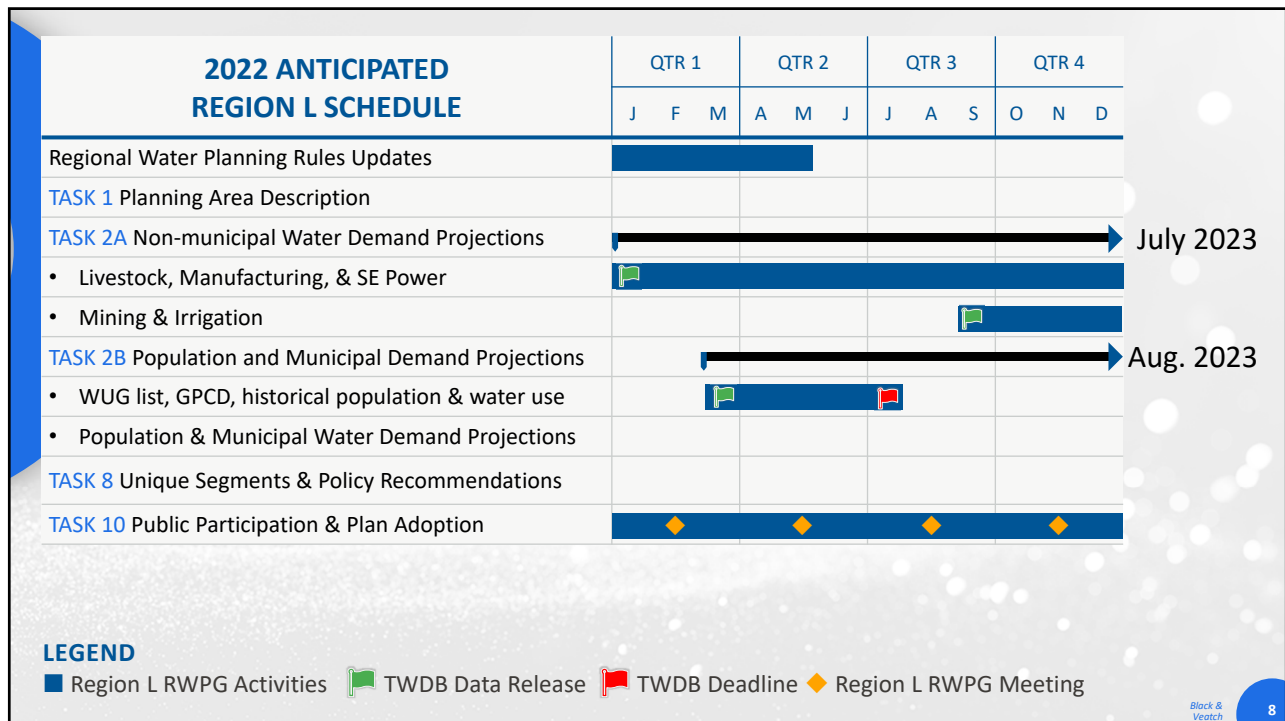 2022 ANTICIPATED
REGION L SCHEDULE
QTR 1 QTR 2 QTR 3 QTR 4
J F M A M J J A S O N D
Regional Water Planning Rules Updates
TASK 1 Planning Area Description
TASK 2A Non-municipal Water Demand Projections
July 2023
• Livestock, Manufacturing, & SE Power
• Mining & Irrigation
TASK 2B Population and Municipal Demand Projections
Aug. 2023
• WUG list, GPCD, historical population & water use
• Population & Municipal Water Demand Projections
TASK 8 Unique Segments & Policy Recommendations
TASK 10 Public Participation & Plan Adoption
LEGEND
Region L RWPG Activities TWDB Data Release TWDB Deadline Region L RWPG Meeting
Black &
Veatch
8